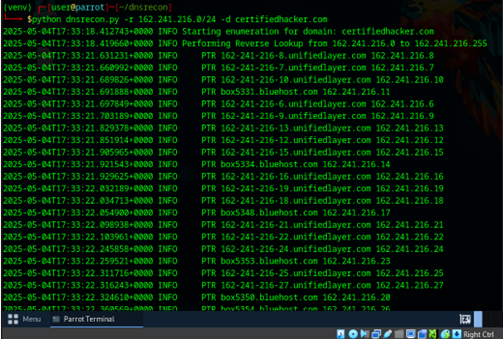 (venv) ┌─[user@parrot]─[~/dnsrecon]
└──╼ $python dnsrecon.py -r 162.241.216.0/24 -d certifiedhacker.com
2025-05-04T17:33:18.412743+0000 INFO Starting enumeration for domain: certifiedhacker.com
2025-05-04T17:33:18.419660+0000 INFO Performing Reverse Lookup from 162.241.216.0 to 162.241.216.255
2025-05-04T17:33:21.631231+0000 INFO PTR 162-241-216-8.unifiedlayer.com 162.241.216.8
2025-05-04T17:33:21.660992+0000 INFO PTR 162-241-216-7.unifiedlayer.com 162.241.216.7
2025-05-04T17:33:21.689826+0000 INFO PTR 162-241-216-10.unifiedlayer.com 162.241.216.10
2025-05-04T17:33:21.691888+0000 INFO PTR box5331.bluehost.com 162.241.216.11
2025-05-04T17:33:21.697849+0000 INFO PTR 162-241-216-6.unifiedlayer.com 162.241.216.6
2025-05-04T17:33:21.703189+0000 INFO PTR 162-241-216-9.unifiedlayer.com 162.241.216.9
2025-05-04T17:33:21.829378+0000 INFO PTR 162-241-216-13.unifiedlayer.com 162.241.216.13
2025-05-04T17:33:21.851914+0000 INFO PTR 162-241-216-12.unifiedlayer.com 162.241.216.12
2025-05-04T17:33:21.905965+0000 INFO PTR 162-241-216-15.unifiedlayer.com 162.241.216.15
2025-05-04T17:33:21.921543+0000 INFO PTR box5334.bluehost.com 162.241.216.14
2025-05-04T17:33:21.929625+0000 INFO PTR 162-241-216-16.unifiedlayer.com 162.241.216.16
2025-05-04T17:33:22.032189+0000 INFO PTR 162-241-216-19.unifiedlayer.com 162.241.216.19
2025-05-04T17:33:22.034713+0000 INFO PTR 162-241-216-18.unifiedlayer.com 162.241.216.18
2025-05-04T17:33:22.054900+0000 INFO PTR box5348.bluehost.com 162.241.216.17
2025-05-04T17:33:22.098938+0000 INFO PTR 162-241-216-21.unifiedlayer.com 162.241.216.21
2025-05-04T17:33:22.103961+0000 INFO PTR 162-241-216-22.unifiedlayer.com 162.241.216.22
2025-05-04T17:33:22.245858+0000 INFO PTR 162-241-216-24.unifiedlayer.com 162.241.216.24
2025-05-04T17:33:22.259521+0000 INFO PTR box5353.bluehost.com 162.241.216.23
2025-05-04T17:33:22.311716+0000 INFO PTR 162-241-216-25.unifiedlayer.com 162.241.216.25
2025-05-04T17:33:22.316243+0000 INFO PTR 162-241-216-27.unifiedlayer.com 162.241.216.27
2025-05-04T17:33:22.324610+0000 INFO PTR box5350.bluehost.com 162.241.216.20
2025-05-04T17:33:22.360569+0000 INFO PTR box5354.bluehost.com 162.241.216.26
Menu Parrot Terminal
Right Ctrl